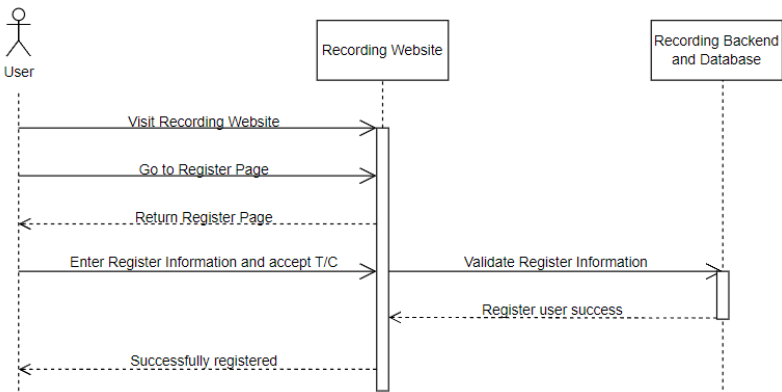 User
Recording Website
Recording Backend
and Database
Visit Recording Website
Go to Register Page
Return Register Page
Enter Register Information and accept T/C
Validate Register Information
Register user success
Successfully registered